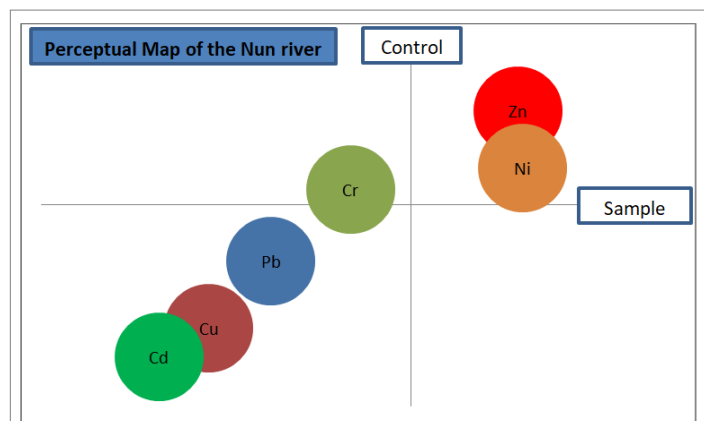 Perceptual Map of the Nun river
Control
Zn
Ni
Cr
Sample
Pb
Cu
Cd